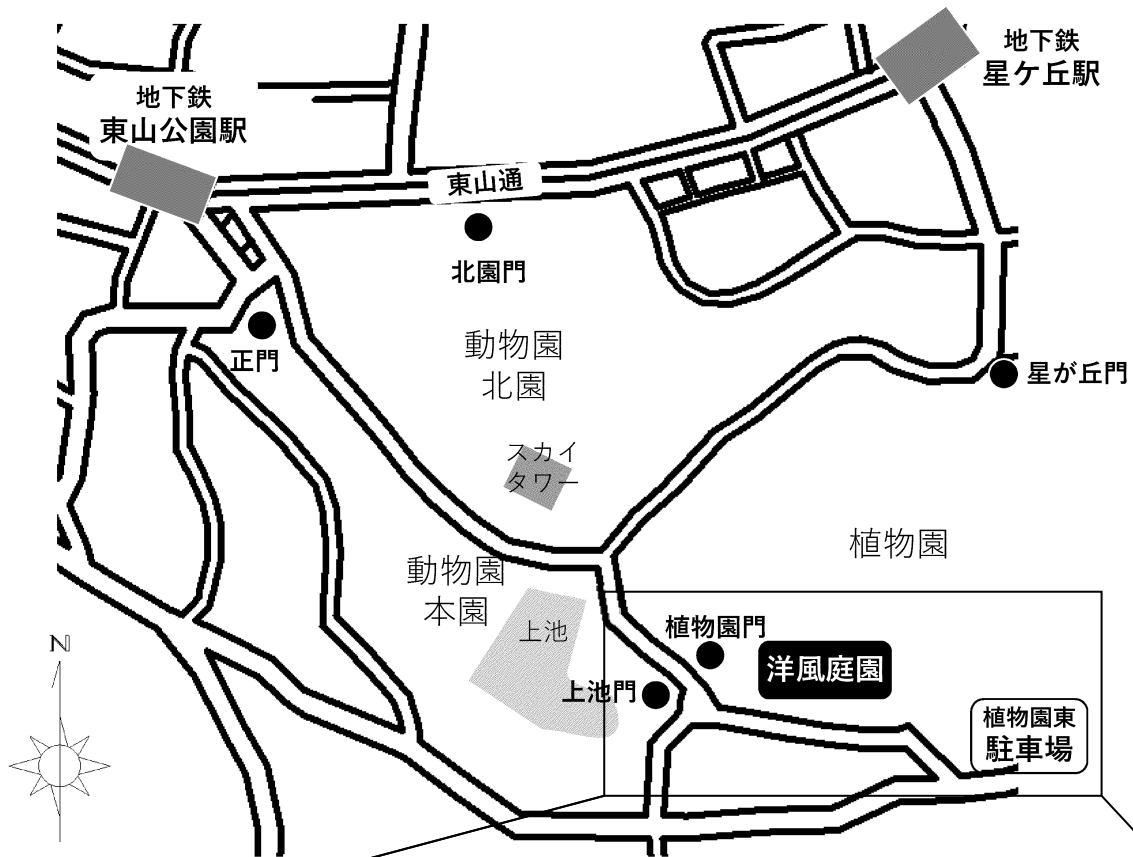 地下鉄
星ケ丘駅
地下鉄
東山公園駅
東山通
北園門
正門
動物園
北園
星が丘門
スカイ
タワー
植物園
動物園
本園
上池
植物園門
洋風庭園
上池門
植物園東
駐車場
N